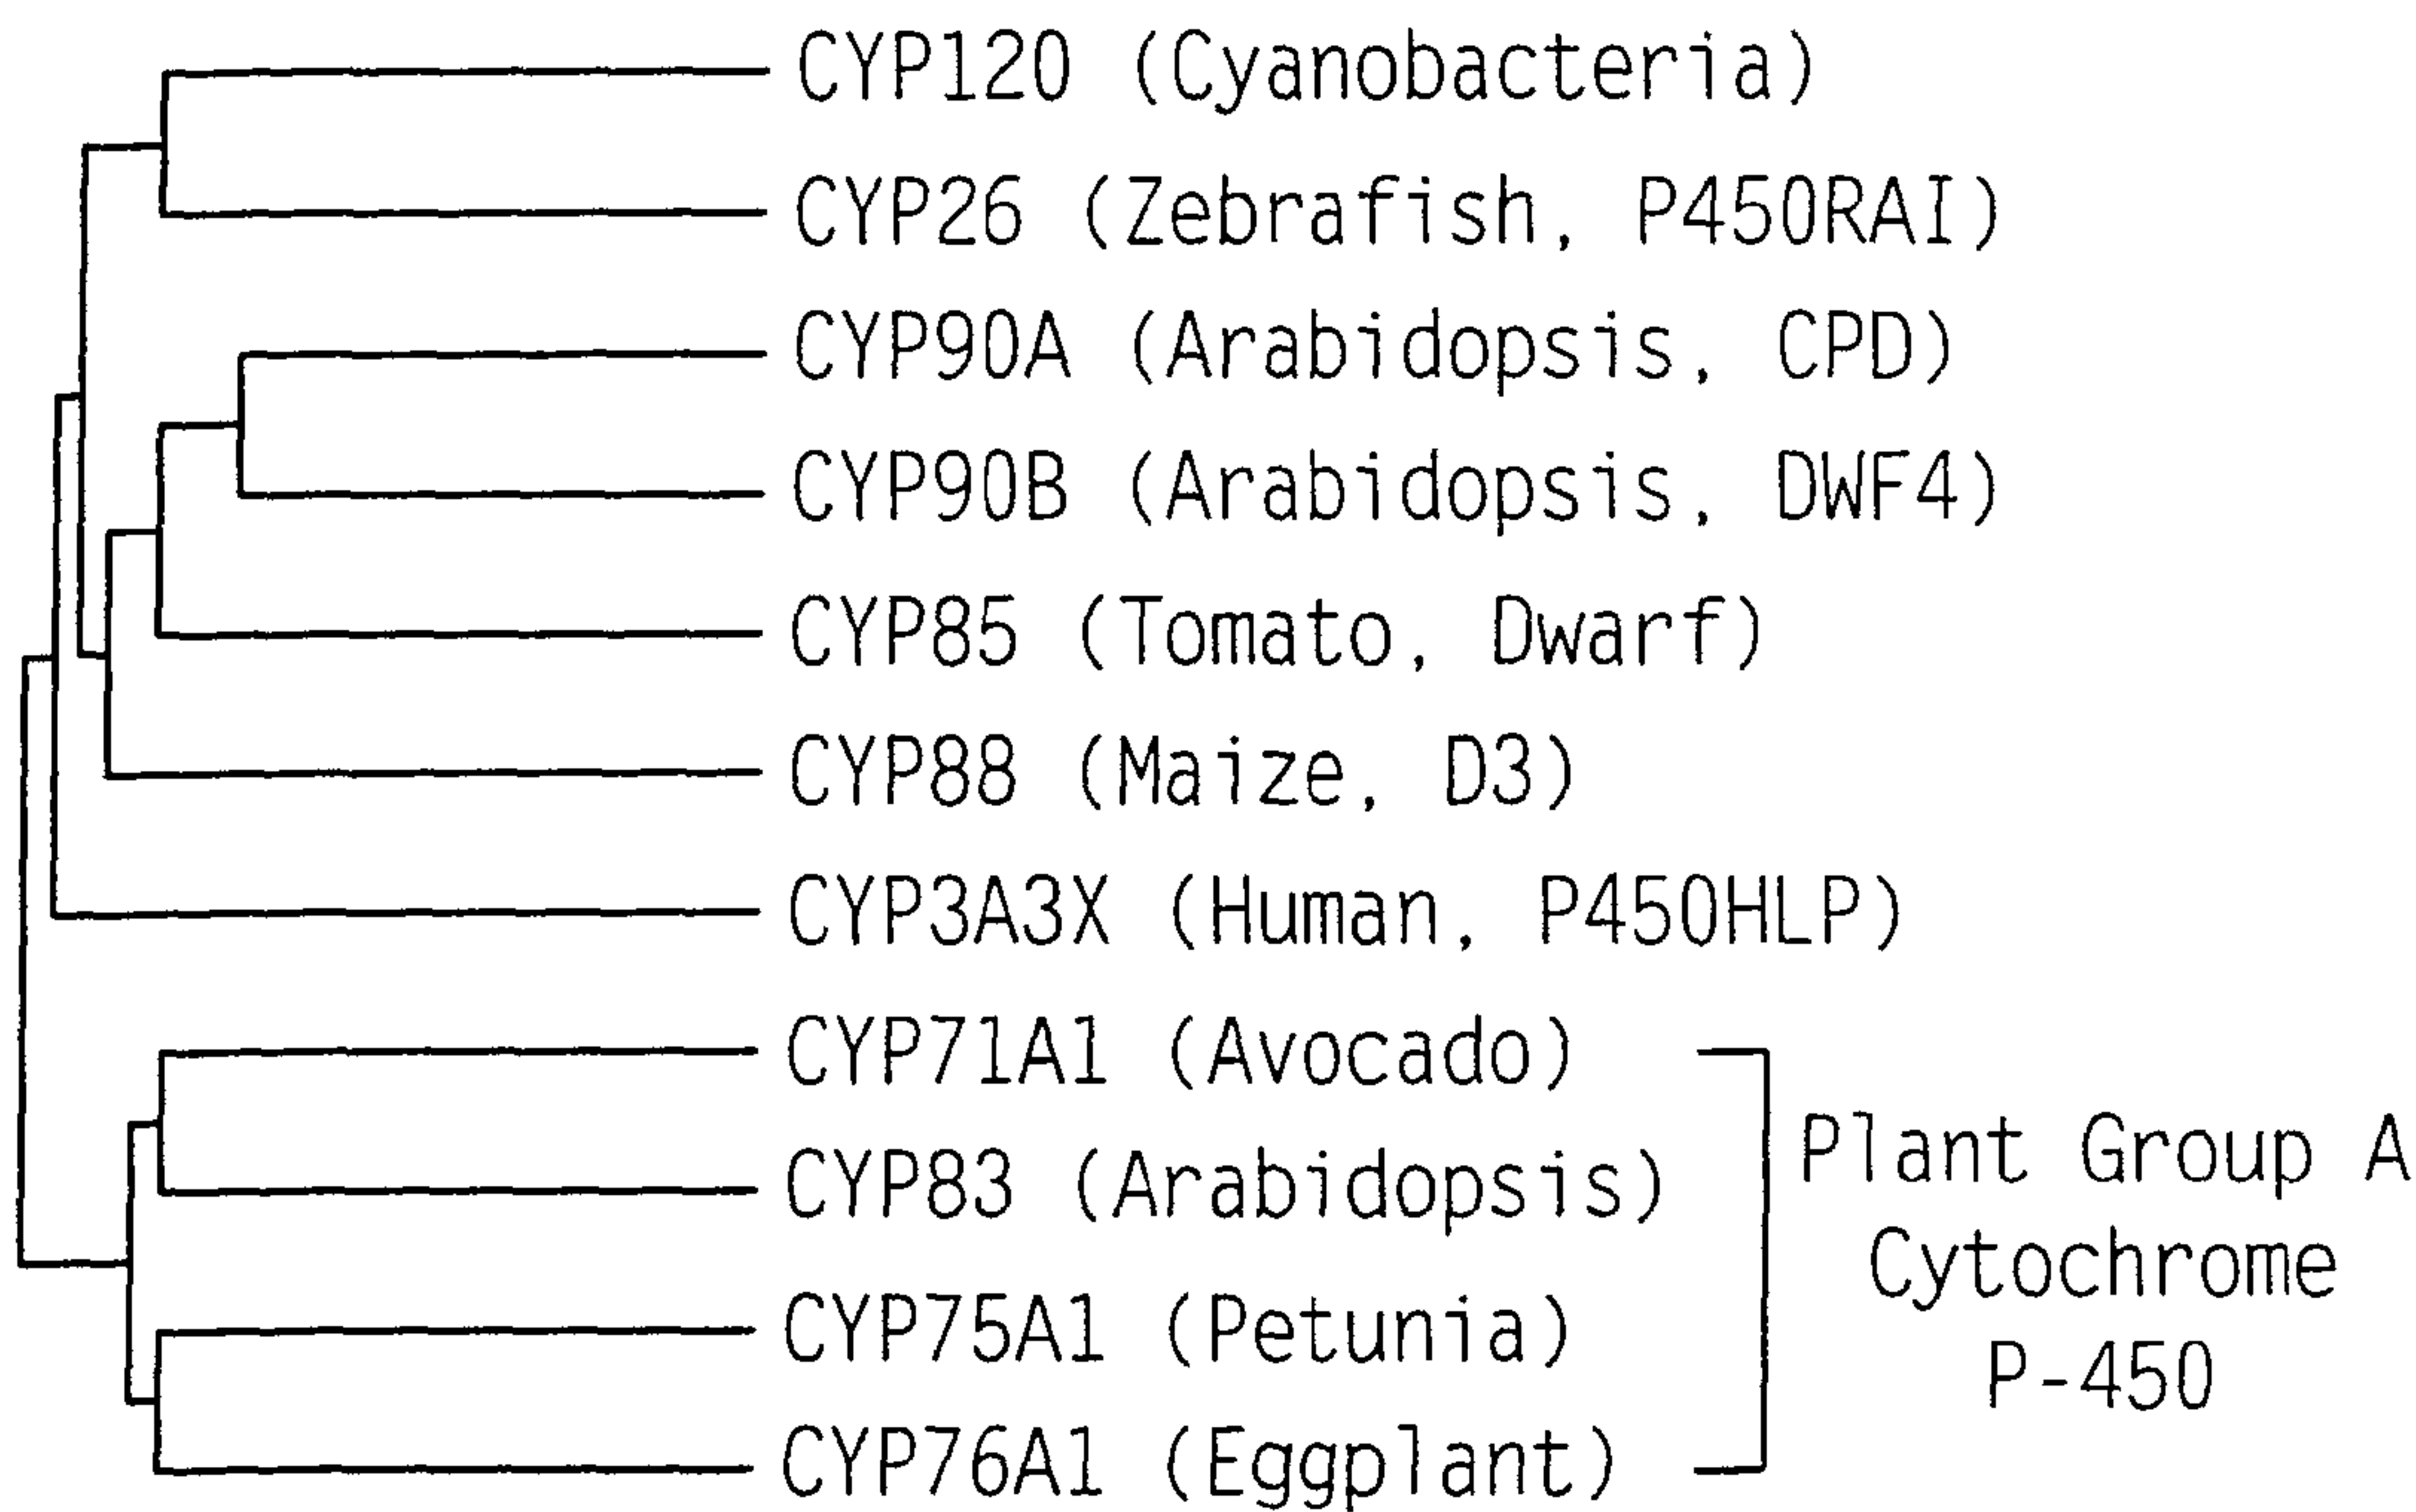 CYP120 (Cyanobacteria)
CYP26 (Zebrafish, P450RAI)
CYP90A (Arabidopsis, CPD)
CYP90B (Arabidopsis, DWF4)
CYP85 (Tomato, Dwarf)
CYP88 (Maize, D3)
CYP3A3X (Human, P450HLP)
CYP71A1 (Avocado)
CYP83 (Arabidopsis)
CYP75A1 (Petunia)
CYP76A1 (Eggplant)
Plant Group A
Cytochrome
P-450